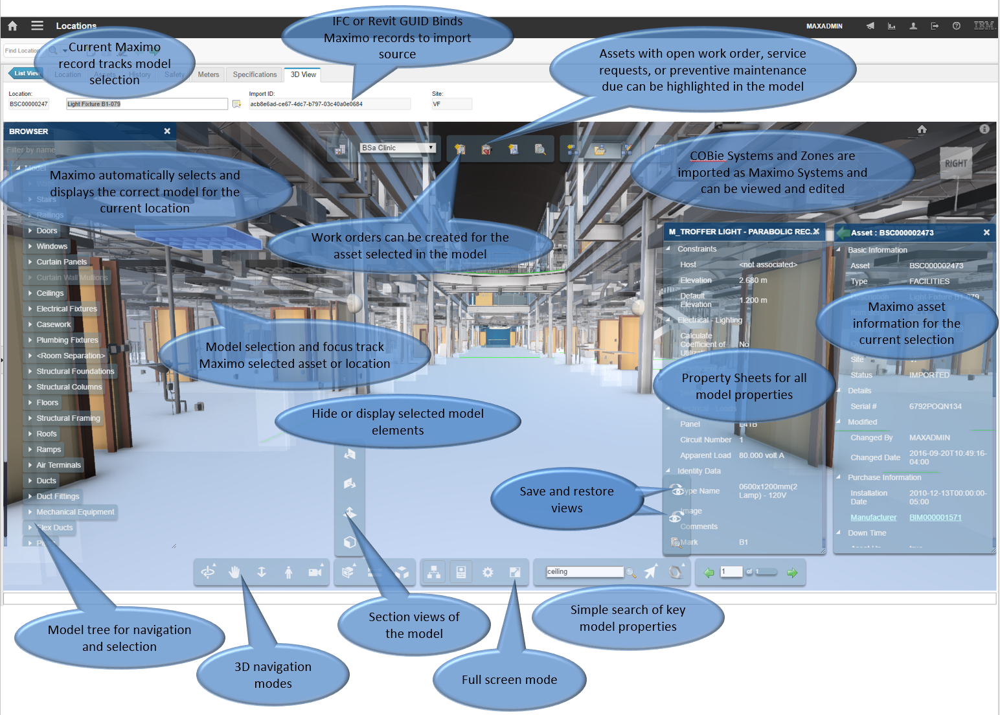 Locations
MAXADMIN
IBM.
Find Location
List View
Location
Assets
History
Safety
Meters
Specifications
3D View
Location:
BSC00000247
Light Fixture B1-079
Import ID:
acb8e6ad-ce67-4dc7-b797-03c40a0e0684
Site:
VF
Current Maximo
record tracks model
selection
IFC or Revit GUID Binds
Maximo records to import
source
Assets with open work order, service
requests, or preventive maintenance
due can be highlighted in the model
BROWSER
Filter by name
Model
Walls
Stairs
Railings
Doors
Windows
Curtain Panels
Curtain Wall Mullions
Ceilings
Electrical Fixtures
Casework
Plumbing Fixtures
<Room Separation>
Structural Foundations
Structural Columns
Floors
Structural Framing
Roofs
Ramps
Air Terminals
Ducts
Duct Fittings
Mechanical Equipment
Flex Ducts
BSa Clinic
RIGHT
Maximo automatically selects and
displays the correct model for the
current location
COBie Systems and Zones are
imported as Maximo Systems and
can be viewed and edited
Work orders can be created for the
asset selected in the model
Model selection and focus track
Maximo selected asset or location
Hide or display selected model
elements
M_TROFFER LIGHT - PARABOLIC REC...
Constraints
Host <not associated>
Elevation 2.680 m
Default
Elevation 1.200 m
Electrical - Lighting
Calculate
Coefficient of No
Property Sheets for all
model properties
Panel L41B
Circuit Number 1
Apparent Load 80.000 volt A
Identity Data
Type Name 0600x1200mm(2
Lamp) - 120V
Image
Comments
Mark B1
Asset : BSC000002473
Basic Information
Asset BSC000002473
Type FACILITIES
Description Light Fixture B1-079
Maximo asset
information for the
current selection
Site
Status IMPORTED
Details
Serial # 6792POQN134
Modified
Changed By MAXADMIN
Changed Date 2016-09-20T10:49:16-
04:00
Purchase Information
Installation
Date 2010-12-13T00:00:00-
05:00
Manufacturer BIM000001571
Down Time
Save and restore
views
ceiling
1 of 1
Model tree for navigation
and selection
3D navigation
modes
Section views of
the model
Full screen mode
Simple search of key
model properties